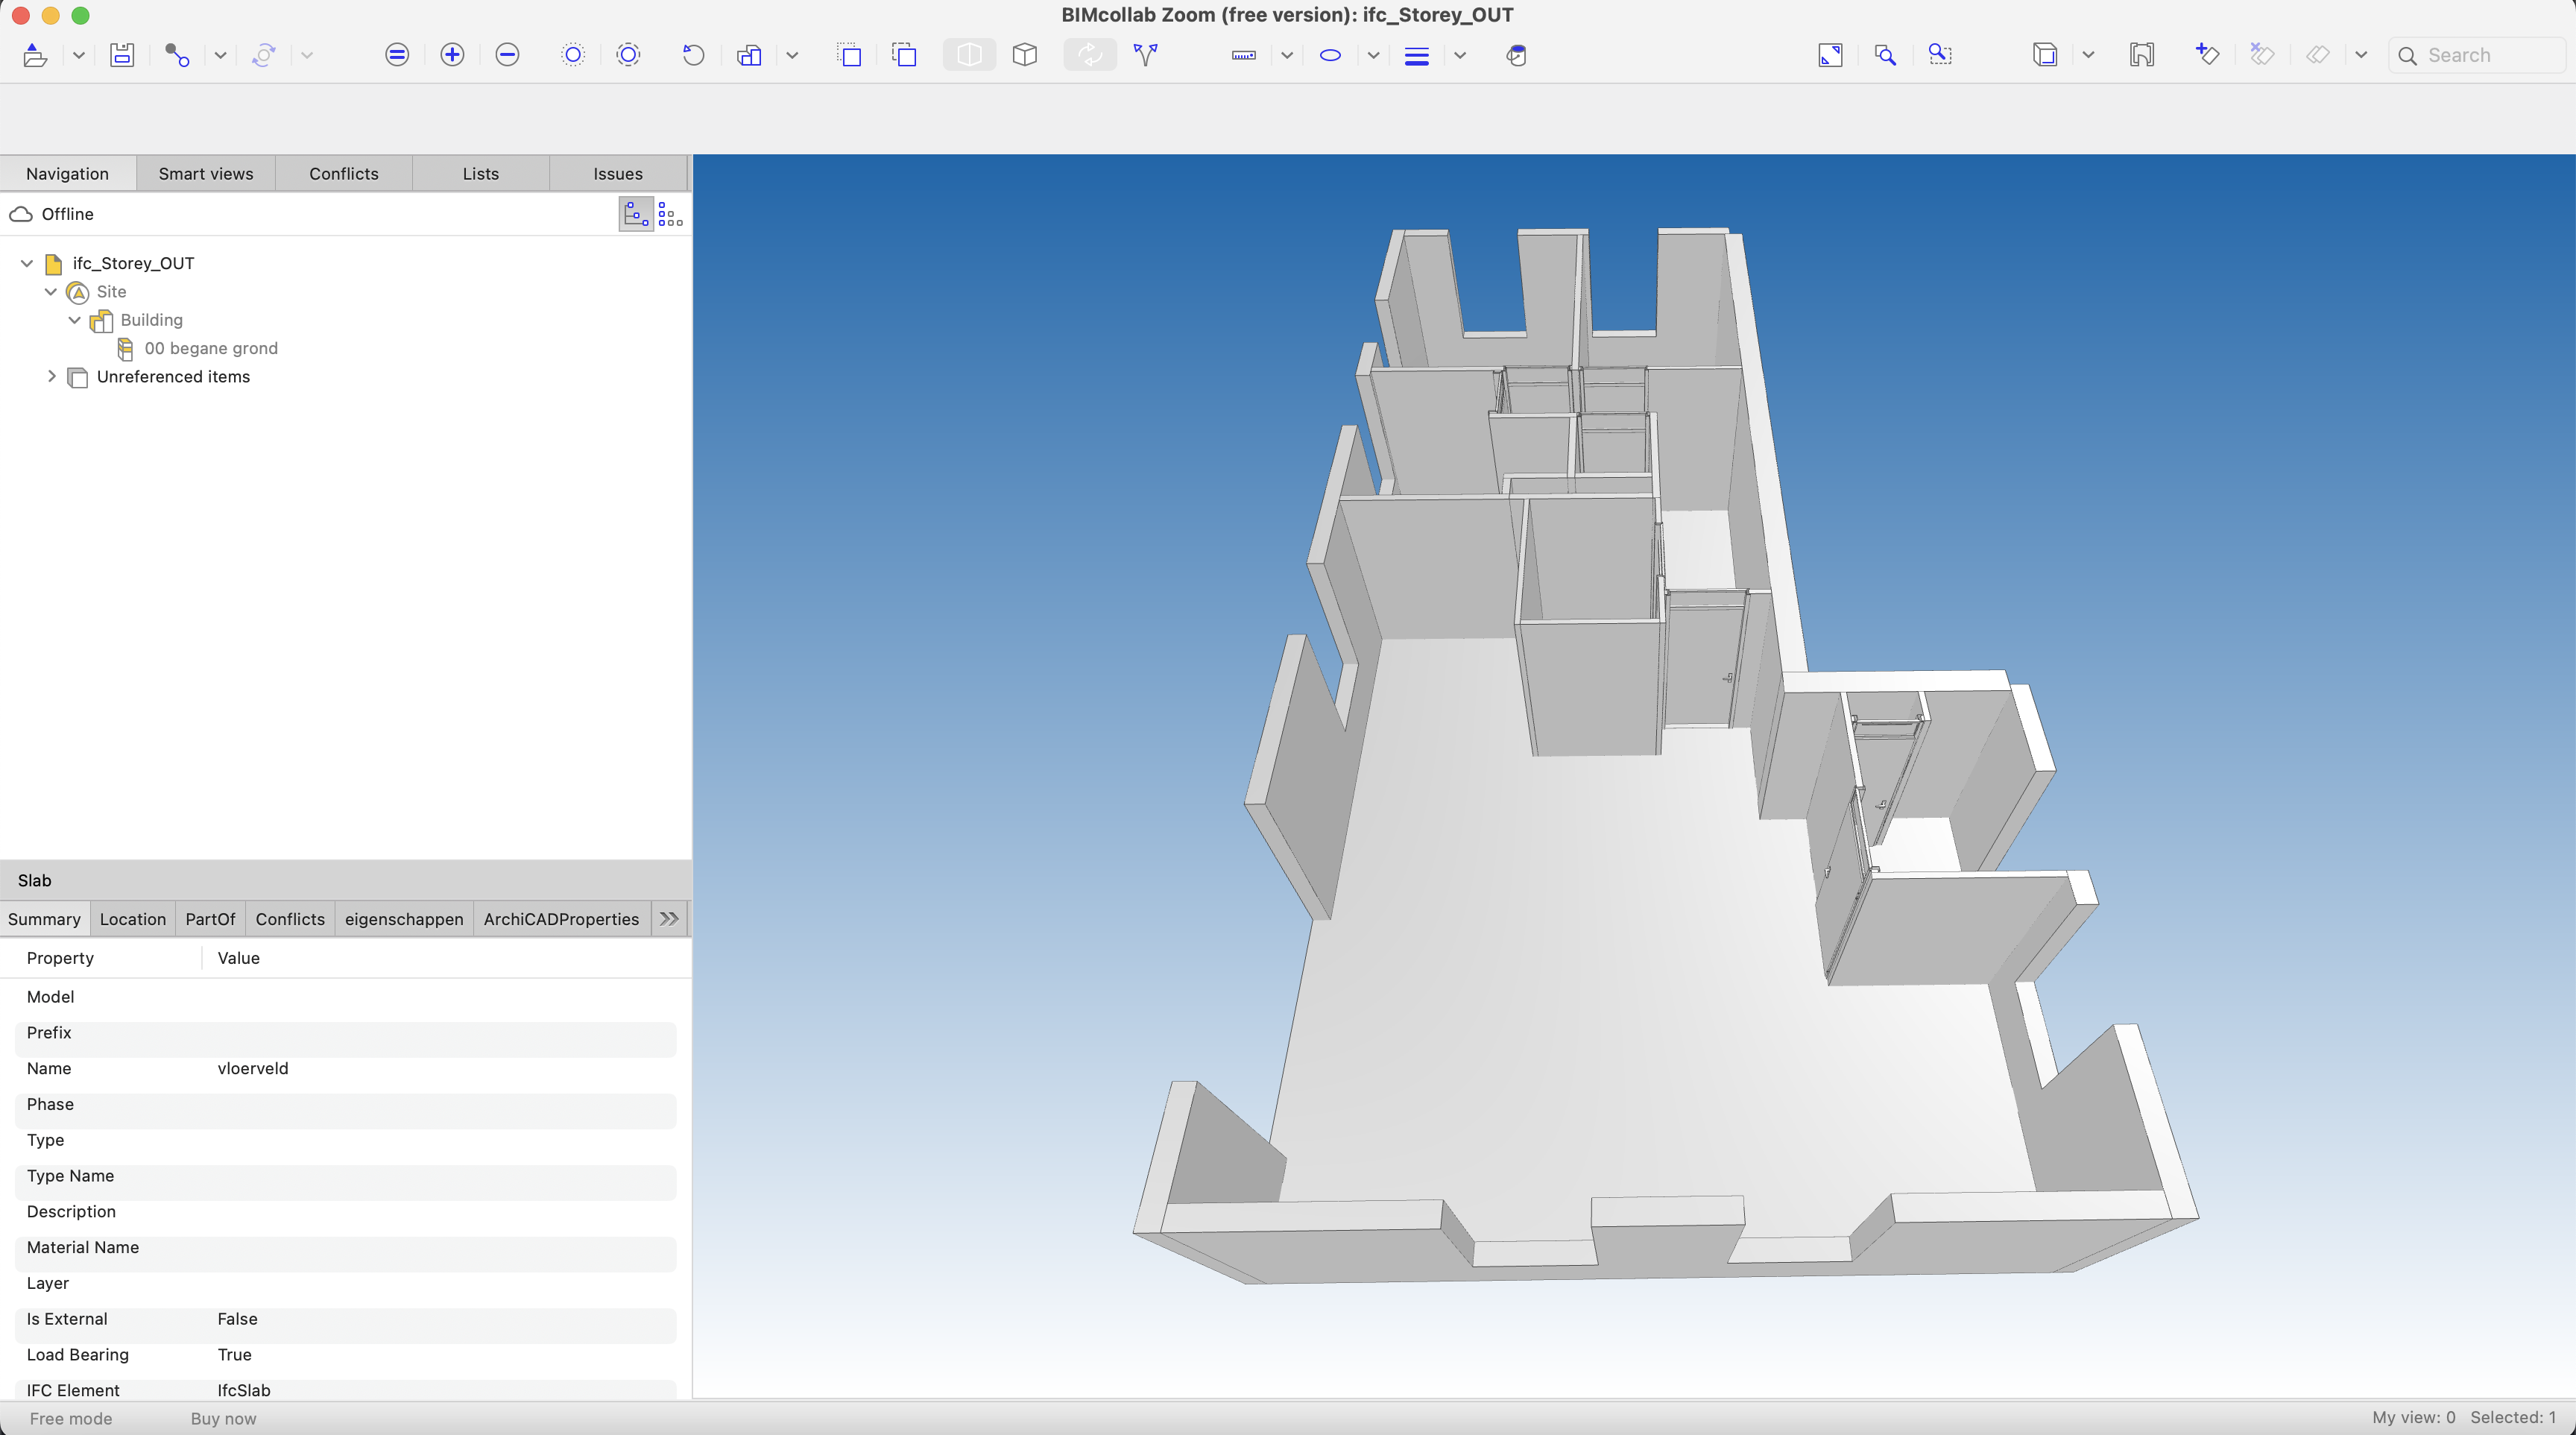 BIMcollab Zoom (free version): ifc_Storey_OUT
Search
Navigation Smart views Conflicts Lists Issues
Offline
ifc_Storey_OUT
Site
Building
00 begane grond
Unreferenced items
Slab
Summary Location PartOf Conflicts eigenschappen ArchiCADProperties
Property Value
Model
Prefix
Name vloerveld
Phase
Type
Type Name
Description
Material Name
Layer
Is External False
Load Bearing True
IFC Element IfcSlab
Free mode Buy now My view: 0 Selected: 1